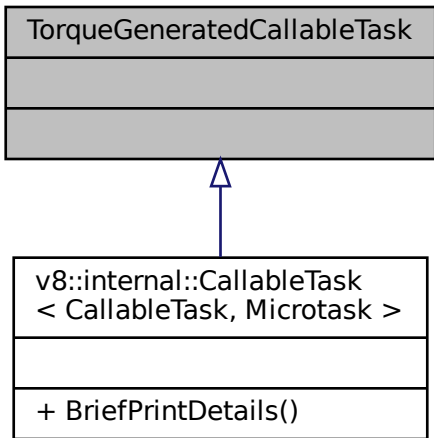 TorqueGeneratedCallableTask
v8::internal::CallableTask
< CallableTask, Microtask >
+ BriefPrintDetails()